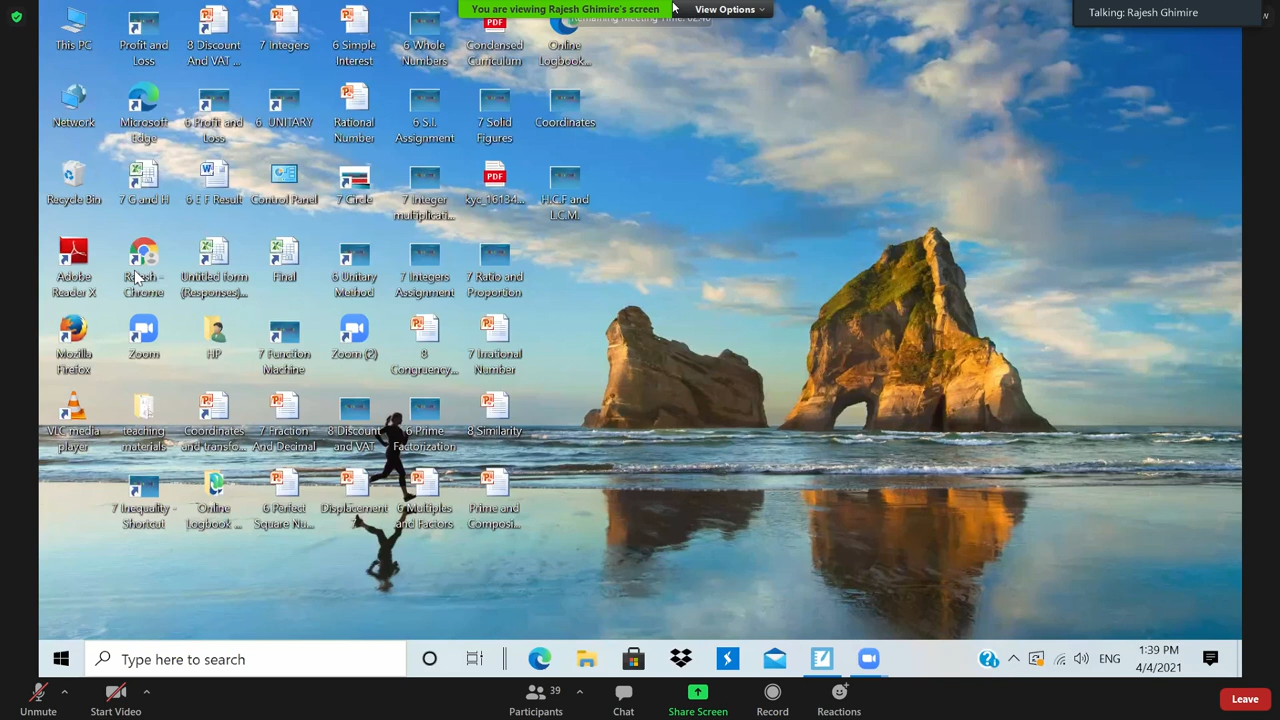 You are viewing Rajesh Ghimire's screen
View Options
Talking: Rajesh Ghimire
Remaining Meeting Time: 02:46
This PC
Profit and
Loss
8 Discount
And VAT ...
7 Integers
6 Simple
Interest
6 Whole
Numbers
Condensed
Curriculum
Online
Logbook...
Network
Microsoft
Edge
6 Profit and
Loss
6 UNITARY
Rational
Number
6 S.I.
Assignment
7 Solid
Figures
Coordinates
Recycle Bin
7 G and H
6 E F Result
Control Panel
7 Circle
7 Integer
multiplicati...
PDF
kyc_16134...
H.C.F and
L.C.M.
Adobe
Reader X
Rajesh -
Chrome
Untitled form
(Responses)...
Final
6 Unitary
Method
7 Integers
Assignment
7 Ratio and
Proportion
Mozilla
Firefox
Zoom
HP
7 Function
Machine
Zoom (2)
8
Congruency...
7 Irrational
Number
VLC media
player
teaching
materials
Coordinates
and transfo...
7 Fraction
And Decimal
8 Discount
and VAT
6 Prime
Factorization
8 Similarity
7 Inequality -
Shortcut
Online
Logbook ...
6 Perfect
Square Nu...
Displacement
7
6 Multiples
and Factors
Prime and
Composi...
Type here to search
ENG
1:39 PM
4/4/2021
Unmute
Start Video
39
Participants
Chat
Share Screen
Record
Reactions
Leave